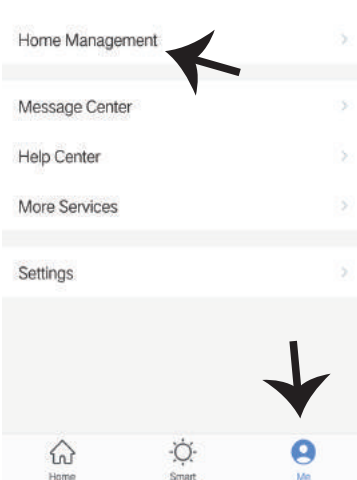 Home Management
Message Center
Help Center
More Services
Settings
Home
Smart
Me